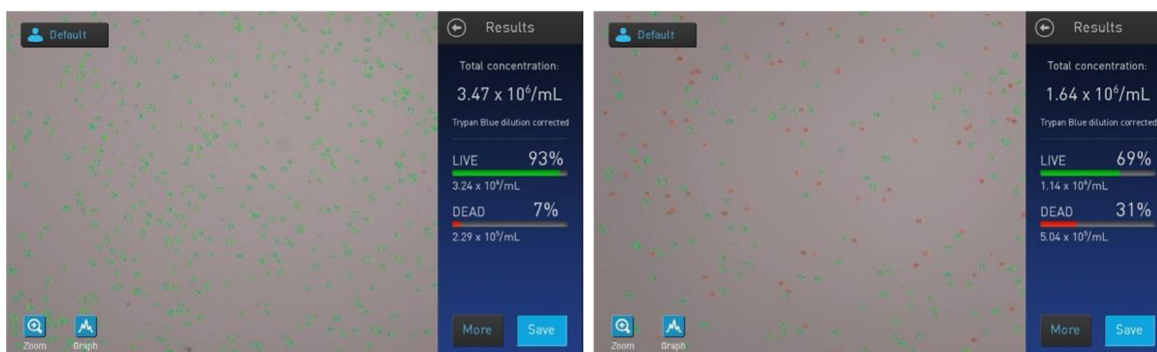 Default
Results
Total concentration:
3.47 x 10⁶/mL
Trypan Blue dilution corrected
LIVE 93%
3.24 x 10⁶/mL
DEAD 7%
2.29 x 10⁵/mL
Zoom
Graph
More
Save
Default
Results
Total concentration:
1.64 x 10⁶/mL
Trypan Blue dilution corrected
LIVE 69%
1.14 x 10⁶/mL
DEAD 31%
5.04 x 10⁵/mL
Zoom
Graph
More
Save